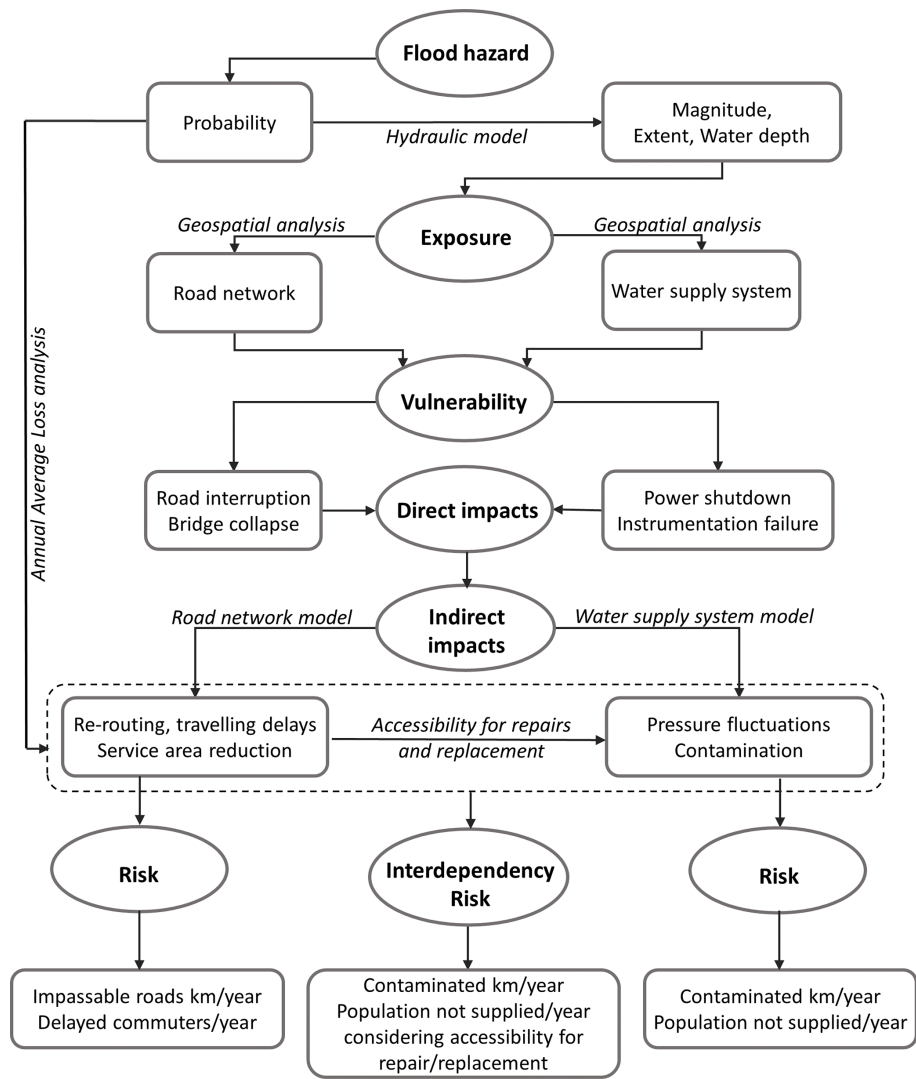 Flood hazard
Probability
Hydraulic model
Magnitude,
Extent, Water depth
Geospatial analysis
Exposure
Geospatial analysis
Road network
Water supply system
Annual Average Loss analysis
Vulnerability
Road interruption
Bridge collapse
Direct impacts
Power shutdown
Instrumentation failure
Road network model
Indirect
impacts
Water supply system model
Re-routing, travelling delays
Service area reduction
Accessibility for repairs
and replacement
Pressure fluctuations
Contamination
Risk
Interdependency
Risk
Risk
Impassable roads km/year
Delayed commuters/year
Contaminated km/year
Population not supplied/year
considering accessibility for
repair/replacement
Contaminated km/year
Population not supplied/year